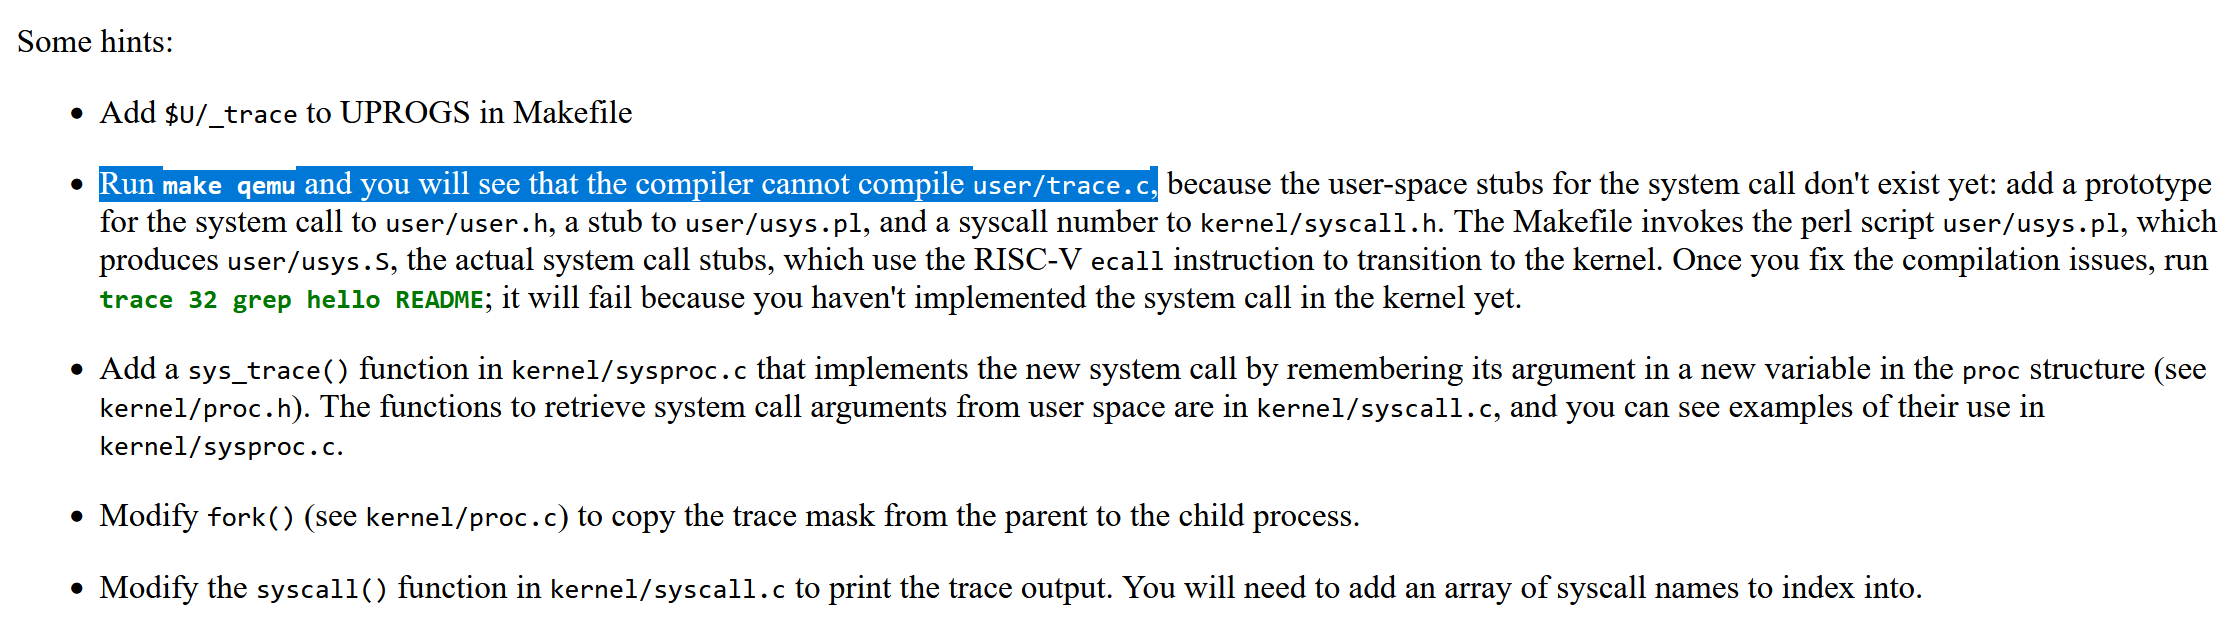 Some hints:
• Add $U/_trace to UPROGS in Makefile
• Run make qemu and you will see that the compiler cannot compile user/trace.c, because the user-space stubs for the system call don't exist yet: add a prototype
for the system call to user/user.h, a stub to user/usys.pl, and a syscall number to kernel/syscall.h. The Makefile invokes the perl script user/usys.pl, which
produces user/usys.S, the actual system call stubs, which use the RISC-V ecall instruction to transition to the kernel. Once you fix the compilation issues, run
trace 32 grep hello README; it will fail because you haven't implemented the system call in the kernel yet.
• Add a sys_trace() function in kernel/sysproc.c that implements the new system call by remembering its argument in a new variable in the proc structure (see
kernel/proc.h). The functions to retrieve system call arguments from user space are in kernel/syscall.c, and you can see examples of their use in
kernel/sysproc.c.
• Modify fork() (see kernel/proc.c) to copy the trace mask from the parent to the child process.
• Modify the syscall() function in kernel/syscall.c to print the trace output. You will need to add an array of syscall names to index into.